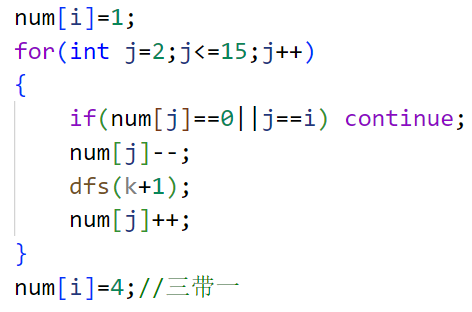 num[i]=1;
for(int j=2;j<=15;j++)
{
    if(num[j]==0||j==i) continue;
    num[j]--;
    dfs(k+1);
    num[j]++;
}
num[i]=4;//三带一